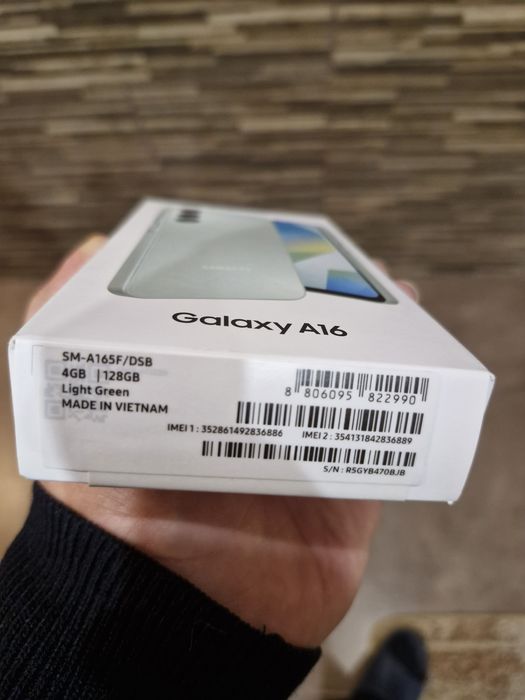 SAMSUNG
Galaxy A16
SM-A165F/DSB
4GB | 128GB
Light Green
MADE IN VIETNAM
8 806095 822990
IMEI 1 : 352861492836886 IMEI 2 : 354131842836889
S/N : R5GYB470BJB